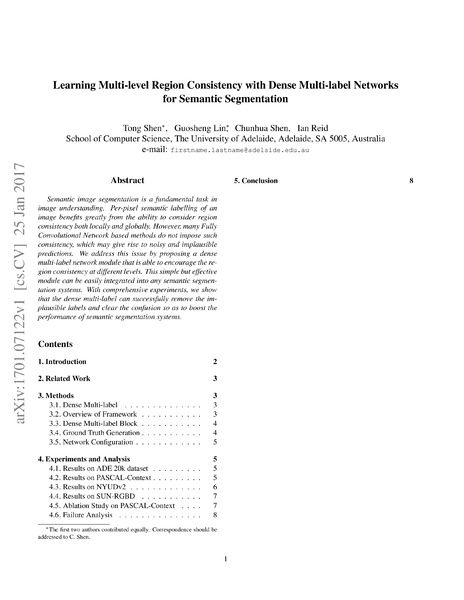 Learning Multi-level Region Consistency with Dense Multi-label Networks
for Semantic Segmentation
Tong Shen*, Guosheng Lin*, Chunhua Shen, Ian Reid
School of Computer Science, The University of Adelaide, Adelaide, SA 5005, Australia
e-mail: firstname.lastname@adelaide.edu.au
arXiv:1701.07122v1 [cs.CV] 25 Jan 2017
Abstract
Semantic image segmentation is a fundamental task in
image understanding. Per-pixel semantic labelling of an
image benefits greatly from the ability to consider region
consistency both locally and globally. However, many Fully
Convolutional Network based methods do not impose such
consistency, which may give rise to noisy and implausible
predictions. We address this issue by proposing a dense
multi-label network module that is able to encourage the re-
gion consistency at different levels. This simple but effective
module can be easily integrated into any semantic segmen-
tation systems. With comprehensive experiments, we show
that the dense multi-label can successfully remove the im-
plausible labels and clear the confusion so as to boost the
performance of semantic segmentation systems.
Contents
1. Introduction 2
2. Related Work 3
3. Methods 3
3.1. Dense Multi-label . . . . . . . . . . . . . . 3
3.2. Overview of Framework . . . . . . . . . . . 3
3.3. Dense Multi-label Block . . . . . . . . . . . 4
3.4. Ground Truth Generation . . . . . . . . . . . 4
3.5. Network Configuration . . . . . . . . . . . . 5
4. Experiments and Analysis 5
4.1. Results on ADE 20k dataset . . . . . . . . . 5
4.2. Results on PASCAL-Context . . . . . . . . . 5
4.3. Results on NYUDv2 . . . . . . . . . . . . . 6
4.4. Results on SUN-RGBD . . . . . . . . . . . 7
4.5. Ablation Study on PASCAL-Context . . . . 7
4.6. Failure Analysis . . . . . . . . . . . . . . . 8
*The first two authors contributed equally. Correspondence should be
addressed to C. Shen.
5. Conclusion 8
1